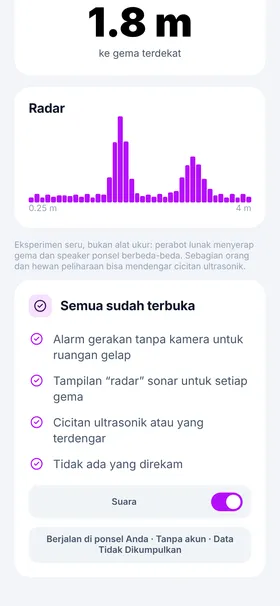 1.8 m
ke gema terdekat
Radar
0.25 m
4 m
Eksperimen seru, bukan alat ukur: perabot lunak menyerap
gema dan speaker ponsel berbeda-beda. Sebagian orang
dan hewan peliharaan bisa mendengar cicitan ultrasonik.
Semua sudah terbuka
Alarm gerakan tanpa kamera untuk
ruangan gelap
Tampilan “radar” sonar untuk setiap
gema
Cicitan ultrasonik atau yang
terdengar
Tidak ada yang direkam
Suara
Berjalan di ponsel Anda · Tanpa akun · Data
Tidak Dikumpulkan